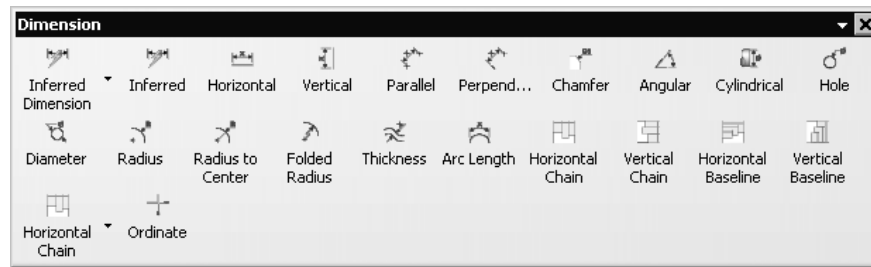 Dimension
Inferred Inferred Horizontal Vertical Parallel Perpend... Chamfer Angular Cylindrical Hole
Dimension
Diameter Radius Radius to Folded Thickness Arc Length Horizontal Vertical Horizontal Vertical
Center Radius Chain Chain Baseline Baseline
Horizontal Ordinate
Chain